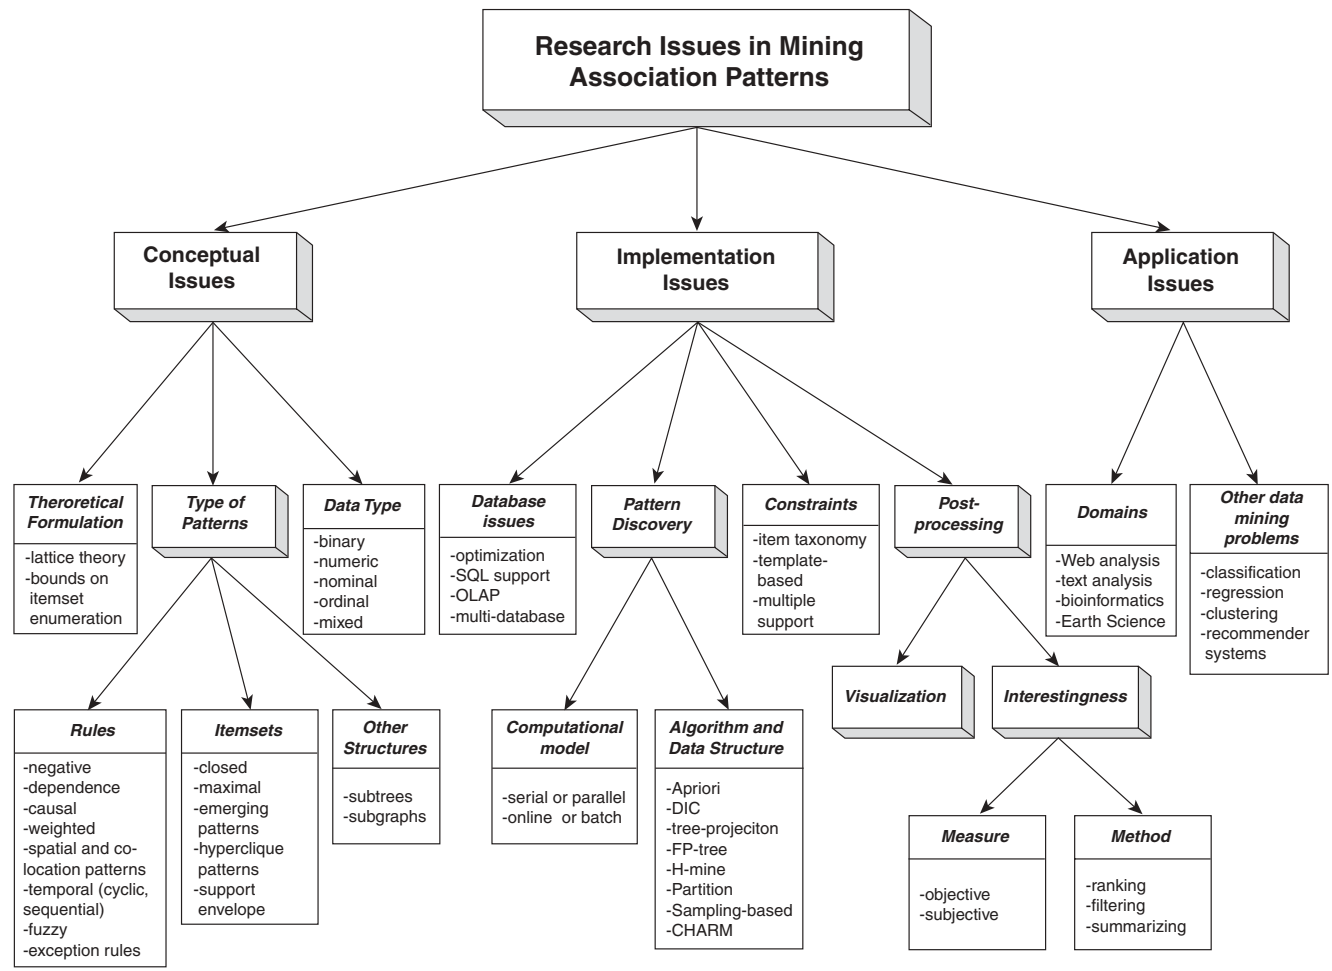 Research Issues in Mining
Association Patterns
Conceptual
Issues
Implementation
Issues
Application
Issues
Theroretical
Formulation
-lattice theory
-bounds on
itemset
enumeration
Type of
Patterns
Data Type
-binary
-numeric
-nominal
-ordinal
-mixed
Database
issues
-optimization
-SQL support
-OLAP
-multi-database
Pattern
Discovery
Constraints
-item taxonomy
-template-
based
-multiple
support
Post-
processing
Domains
-Web analysis
-text analysis
-bioinformatics
-Earth Science
Other data
mining
problems
-classification
-regression
-clustering
-recommender
systems
Rules
-negative
-dependence
-causal
-weighted
-spatial and co-
location patterns
-temporal (cyclic,
sequential)
-fuzzy
-exception rules
Itemsets
-closed
-maximal
-emerging
patterns
-hyperclique
patterns
-support
envelope
Other
Structures
-subtrees
-subgraphs
Computational
model
-serial or parallel
-online or batch
Algorithm and
Data Structure
-Apriori
-DIC
-tree-projeciton
-FP-tree
-H-mine
-Partition
-Sampling-based
-CHARM
Visualization
Interestingness
Measure
-objective
-subjective
Method
-ranking
-filtering
-summarizing